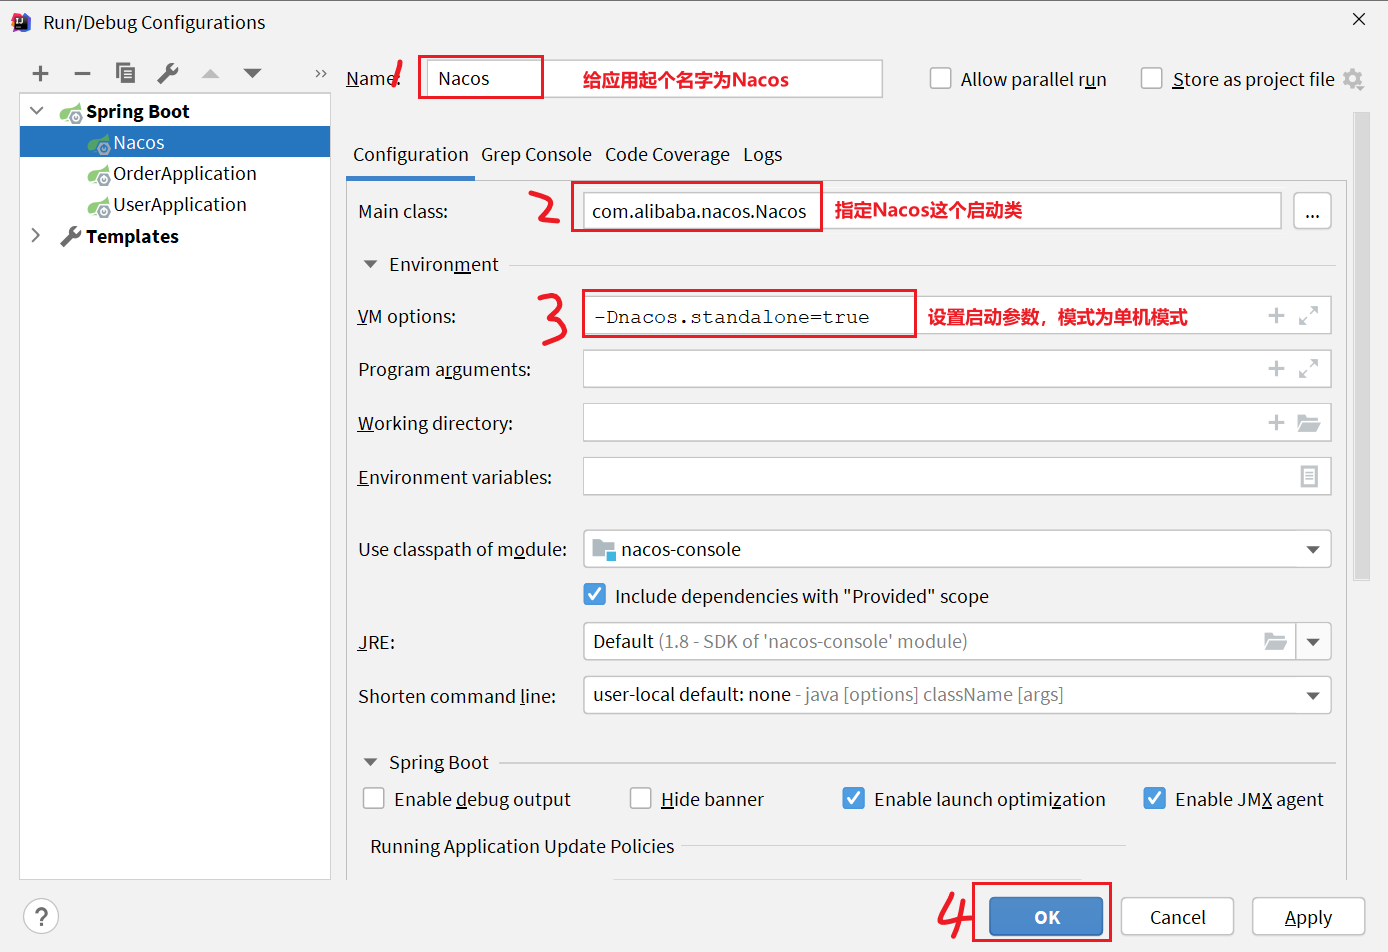 Run/Debug Configurations
Name: 1 Nacos 给应用起个名字为Nacos Allow parallel run Store as project file
Spring Boot
Nacos
OrderApplication
UserApplication
Templates
Configuration Grep Console Code Coverage Logs
Main class: 2 com.alibaba.nacos.Nacos 指定Nacos这个启动类 ...
Environment
VM options: 3 -Dnacos.standalone=true 设置启动参数，模式为单机模式
Program arguments:
Working directory:
Environment variables:
Use classpath of module: nacos-console
Include dependencies with "Provided" scope
JRE: Default (1.8 - SDK of 'nacos-console' module)
Shorten command line: user-local default: none - java [options] className [args]
Spring Boot
Enable debug output Hide banner Enable launch optimization Enable JMX agent
Running Application Update Policies
? 4 OK Cancel Apply